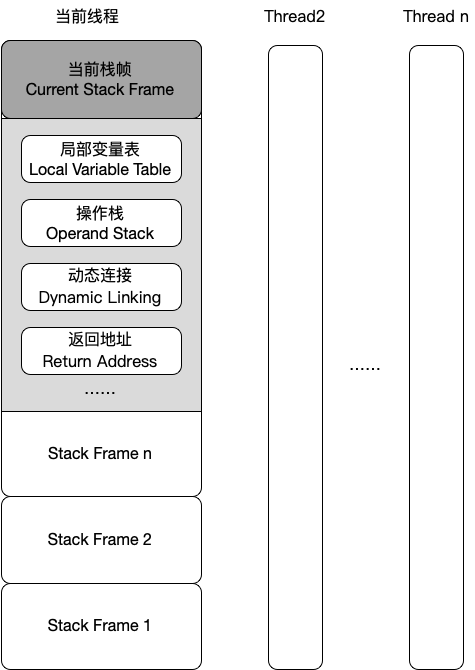 当前线程
Thread2
Thread n
当前栈帧
Current Stack Frame
局部变量表
Local Variable Table
操作栈
Operand Stack
动态连接
Dynamic Linking
返回地址
Return Address
······
······
Stack Frame n
Stack Frame 2
Stack Frame 1